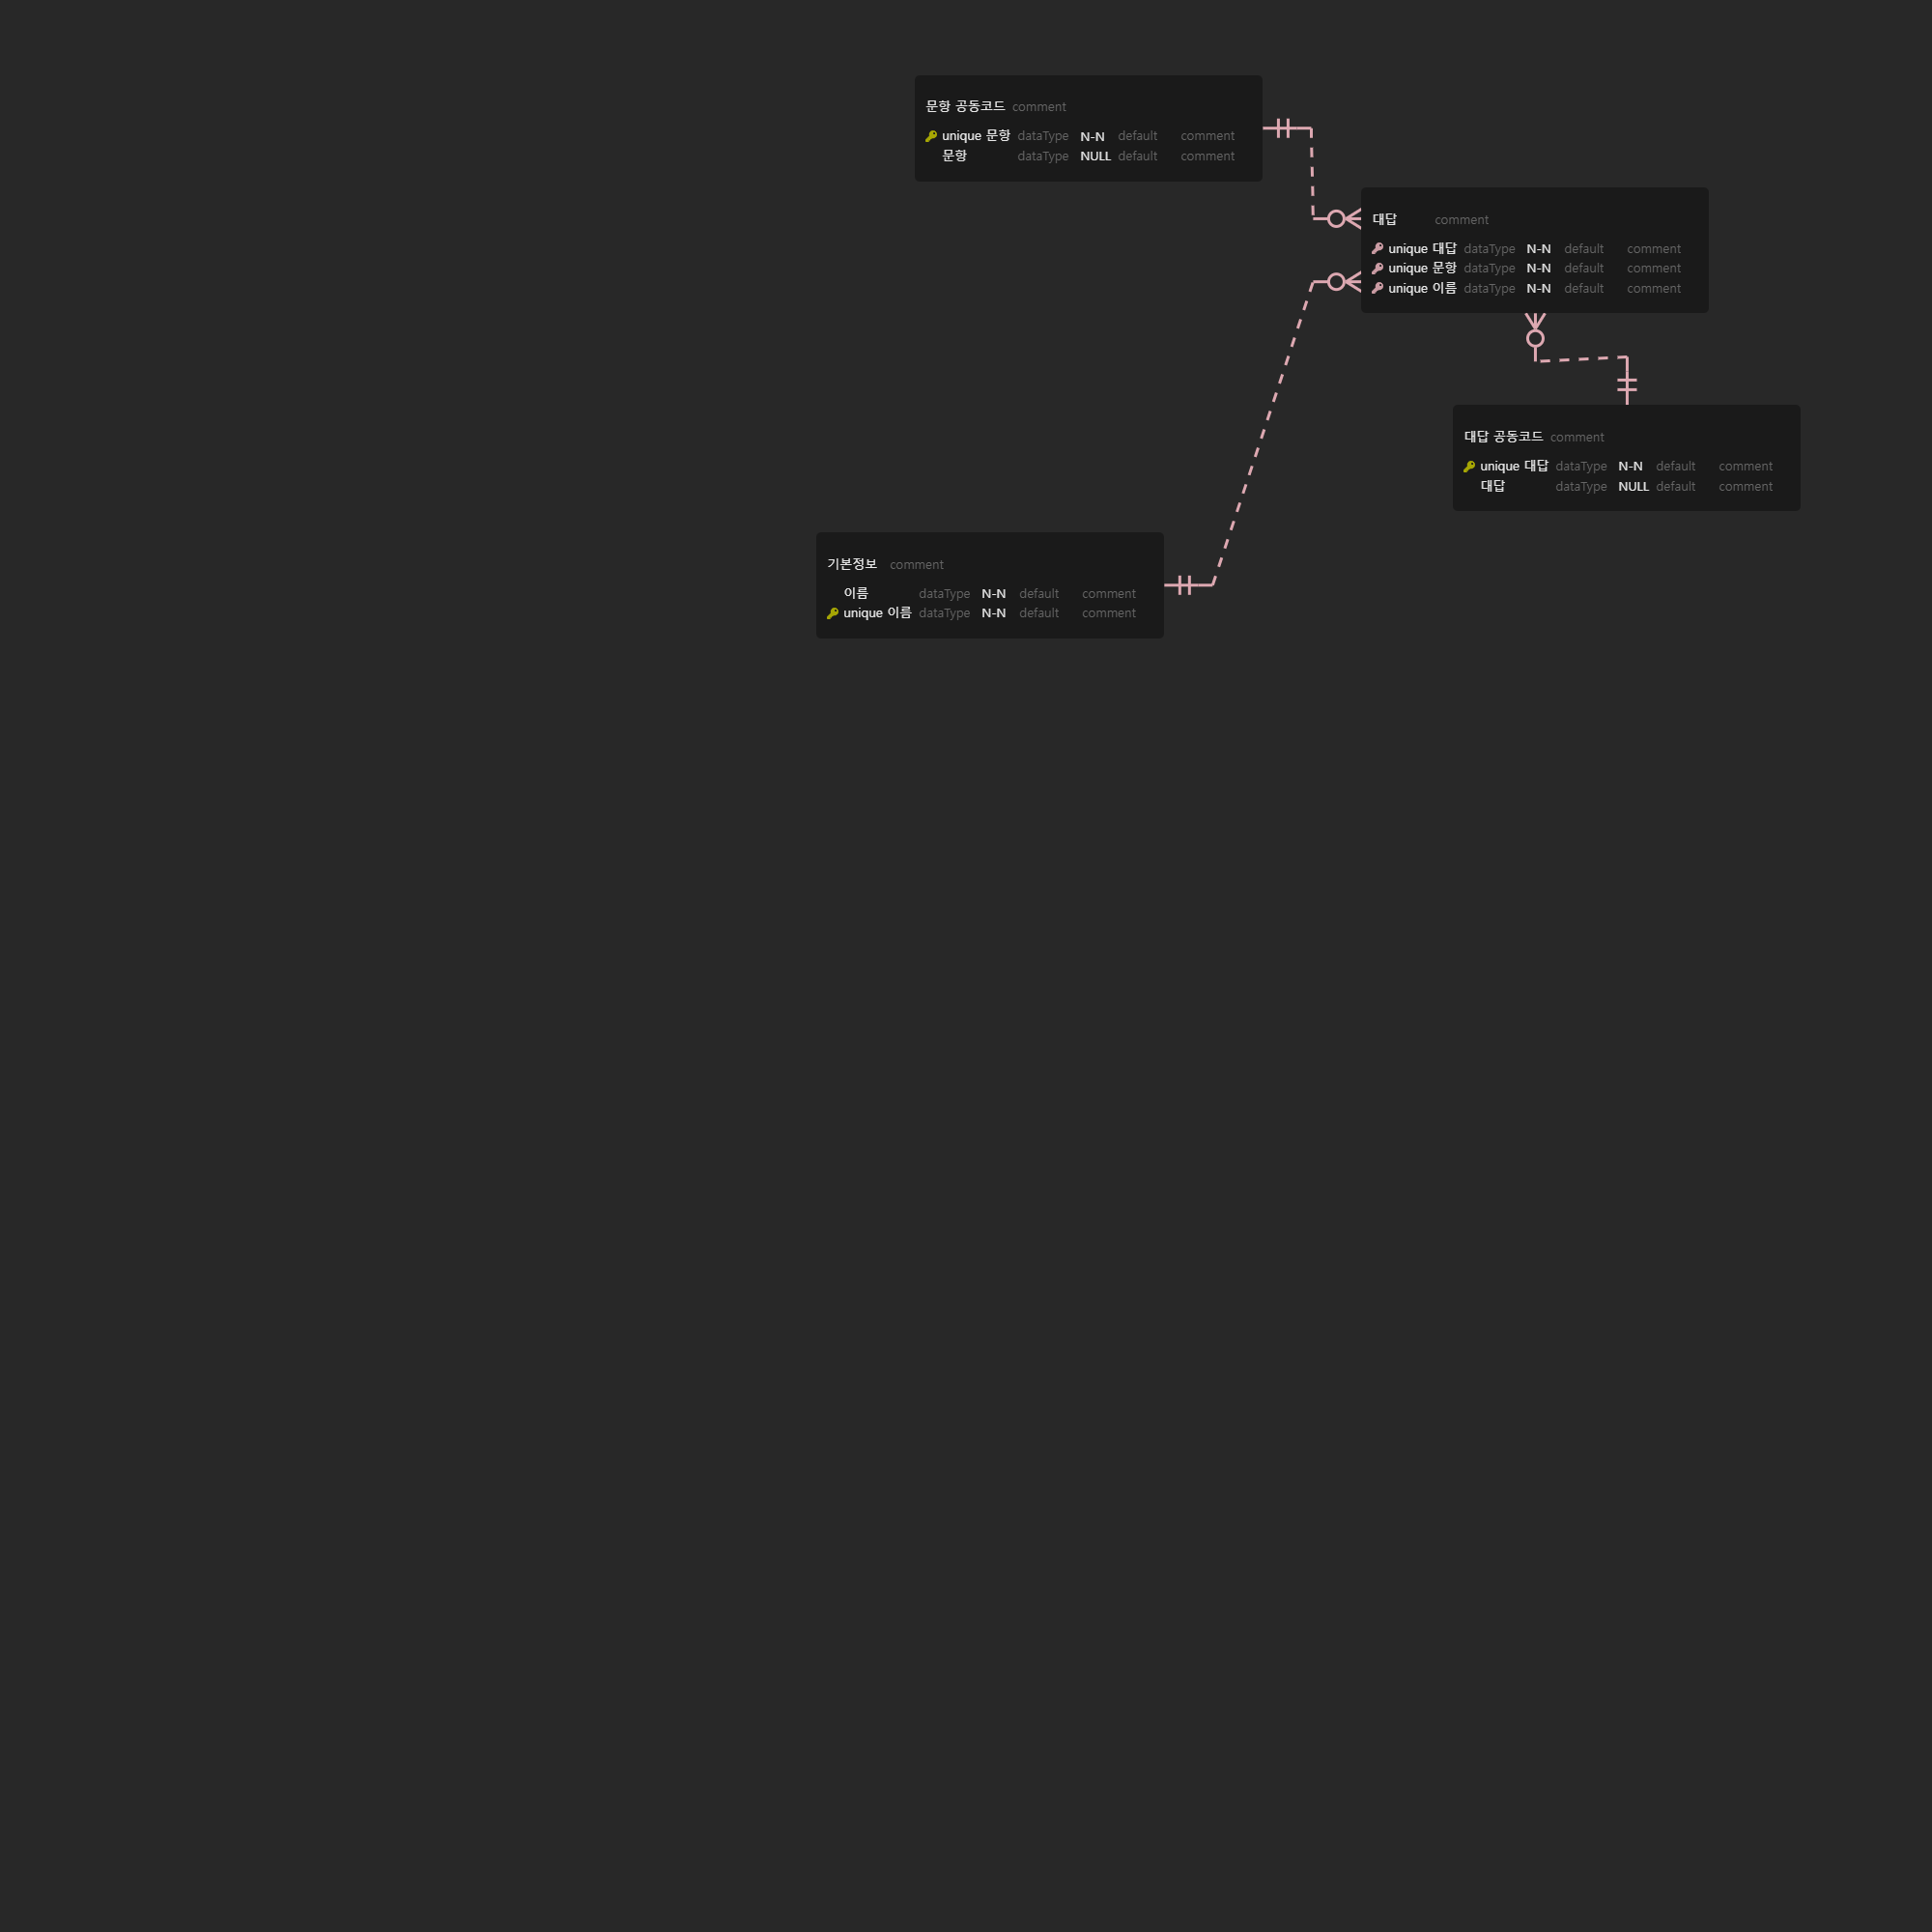 문항 공동코드 comment
unique 문항 dataType N-N default comment
문항 dataType NULL default comment
대답 comment
unique 대답 dataType N-N default comment
unique 문항 dataType N-N default comment
unique 이름 dataType N-N default comment
대답 공동코드 comment
unique 대답 dataType N-N default comment
대답 dataType NULL default comment
기본정보 comment
이름 dataType N-N default comment
unique 이름 dataType N-N default comment